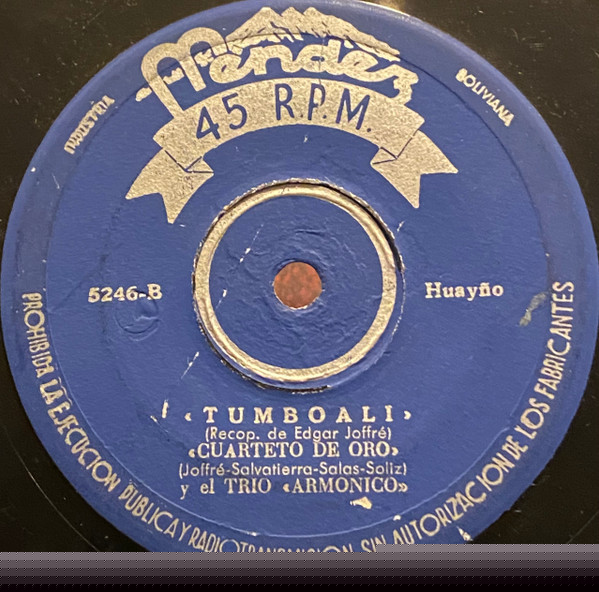 Mendez
INDUSTRIA
BOLIVIANA
45 R.P.M.
5246-B
Huayño
«TUMBOALI»
(Recop. de Edgar Joffré)
«CUARTETO DE ORO»
(Joffré-Salvatierra-Salas-Soliz)
y el TRIO «ARMONICO»
PROHIBIDA LA EJECUCION PUBLICA Y RADIOTRANSMISION SIN AUTORIZACION DE LOS FABRICANTES